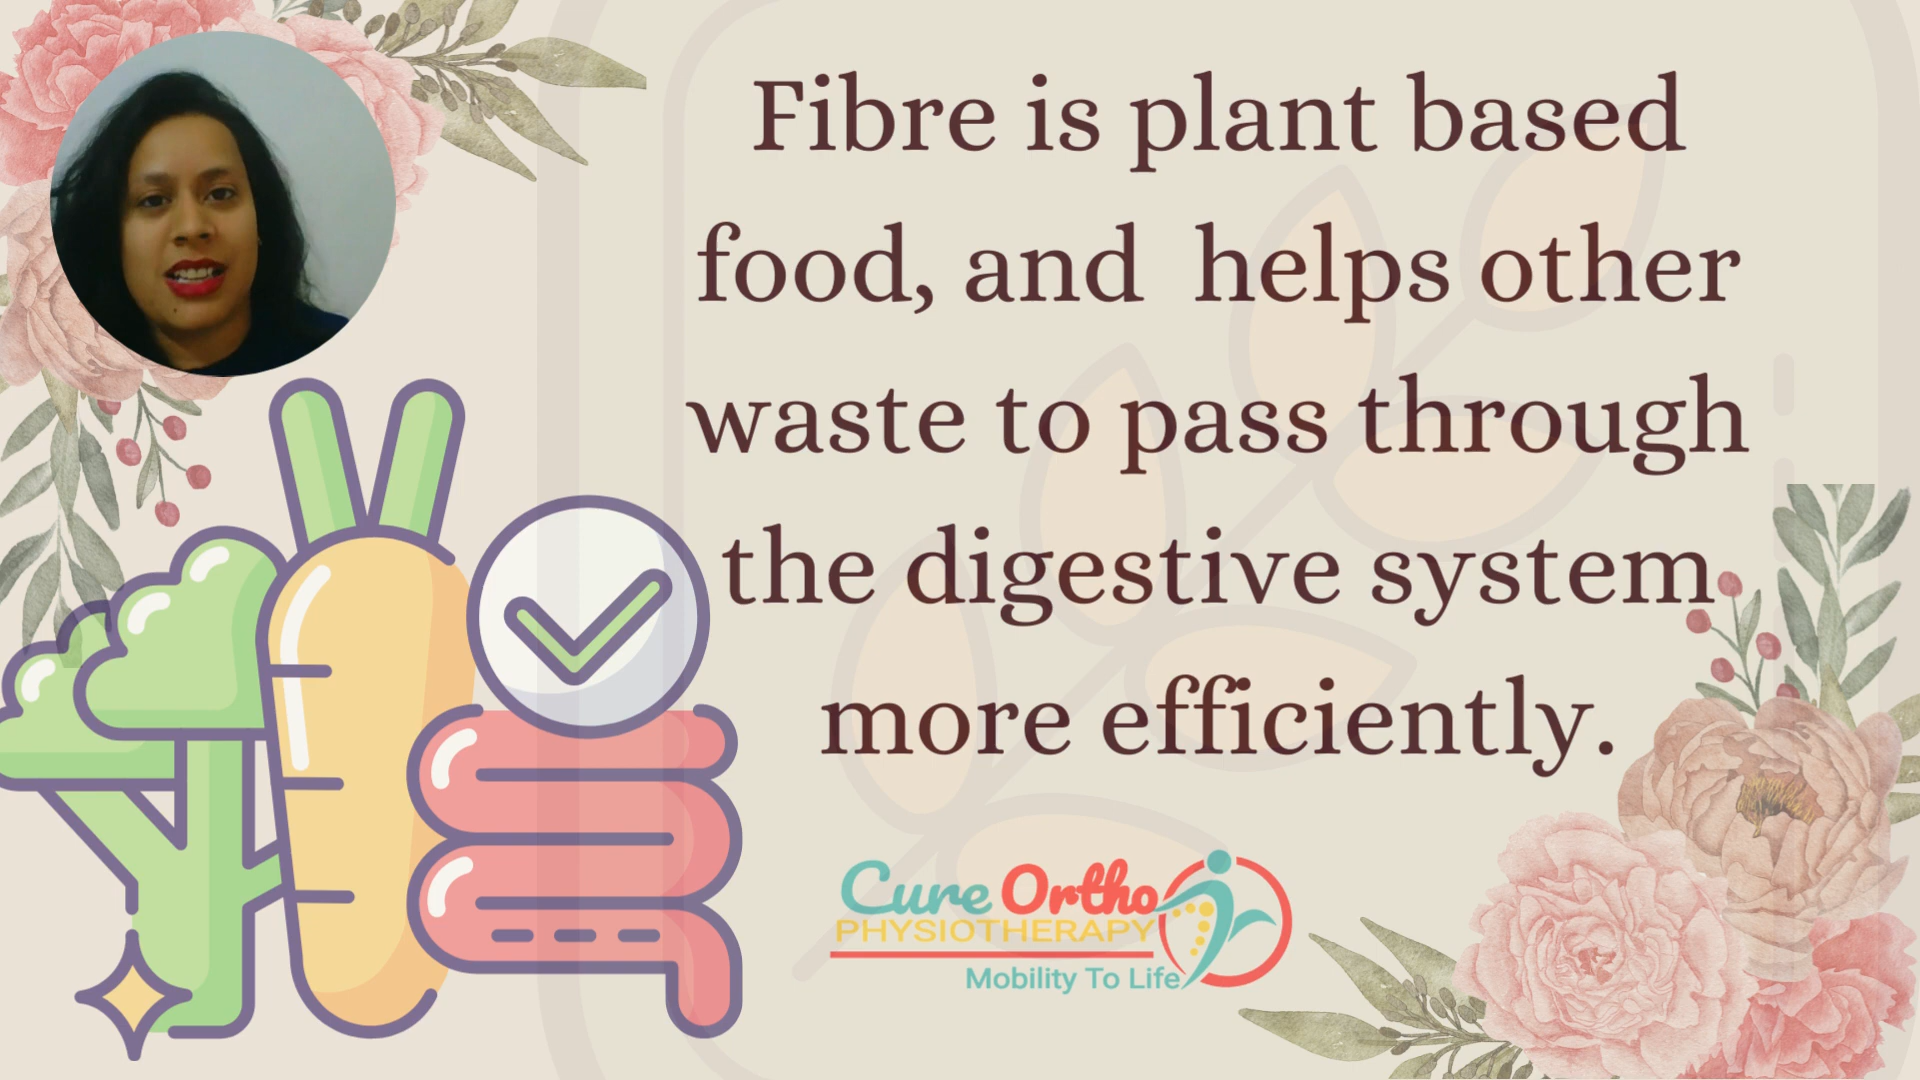 Fibre is plant based
food, and helps other
waste to pass through
the digestive system
more efficiently.
Cure Ortho
PHYSIOTHERAPY
Mobility To Life